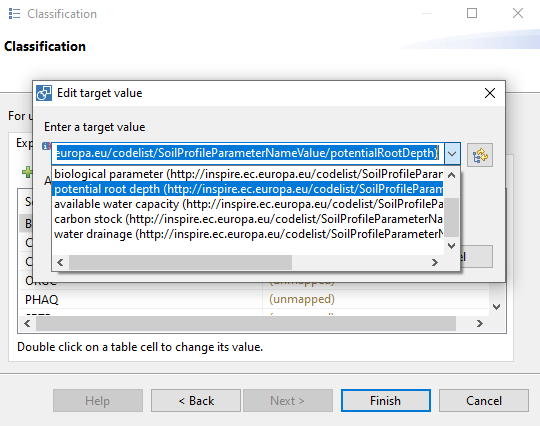 Classification
Classification
For u
Edit target value
Enter a target value
Exp
europa.eu/codelist/SoilProfileParameterNameValue/potentialRootDepth)
biological parameter (http://inspire.ec.europa.eu/codelist/SoilProfileParam
potential root depth (http://inspire.ec.europa.eu/codelist/SoilProfileParam
available water capacity (http://inspire.ec.europa.eu/codelist/SoilProfilePa
carbon stock (http://inspire.ec.europa.eu/codelist/SoilProfileParameterNa
water drainage (http://inspire.ec.europa.eu/codelist/SoilProfileParameterN
A
S
B
C
C
el
(unmapped)
PHAQ (unmapped)
Double click on a table cell to change its value.
Help < Back Next > Finish Cancel